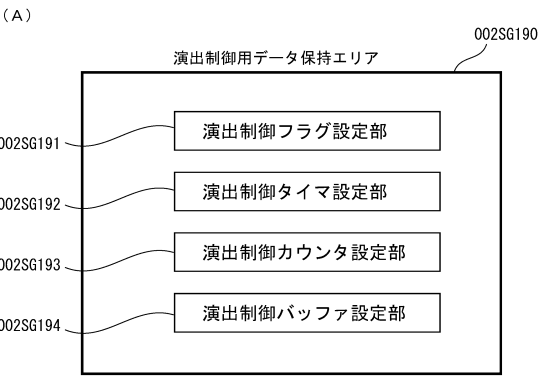 (A)
002SG190
演出制御用データ保持エリア
演出制御フラグ設定部
002SG191
演出制御タイマ設定部
002SG192
演出制御カウンタ設定部
002SG193
演出制御バッファ設定部
002SG194